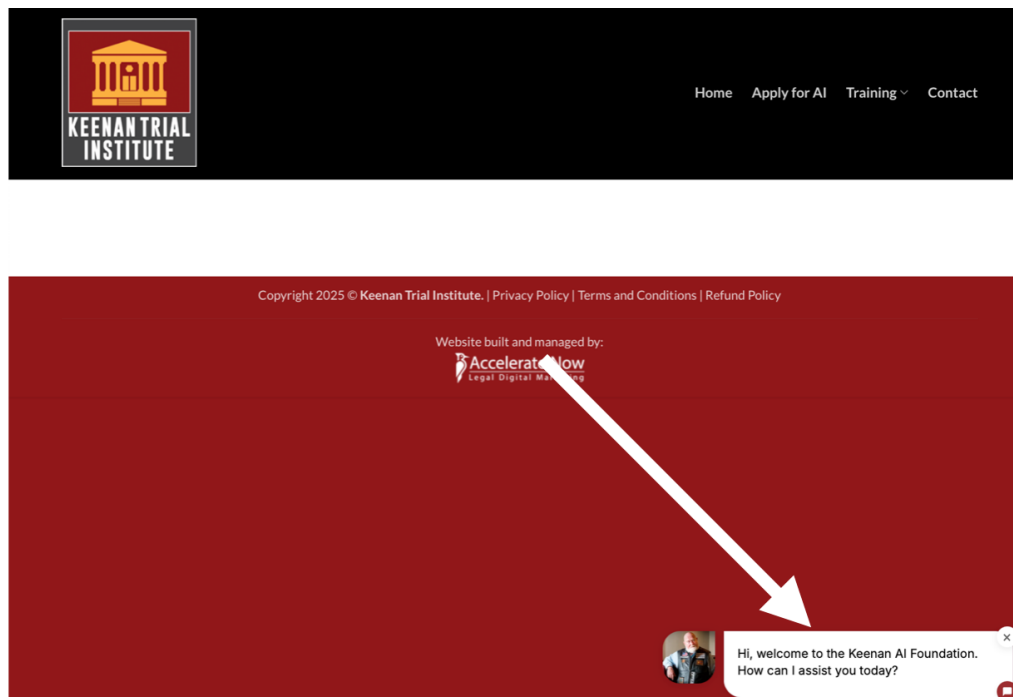 KEENAN TRIAL
INSTITUTE
Home Apply for AI Training Contact
Copyright 2025 © Keenan Trial Institute. | Privacy Policy | Terms and Conditions | Refund Policy
Website built and managed by:
Legal Digital
Hi, welcome to the Keenan AI Foundation.
How can I assist you today?